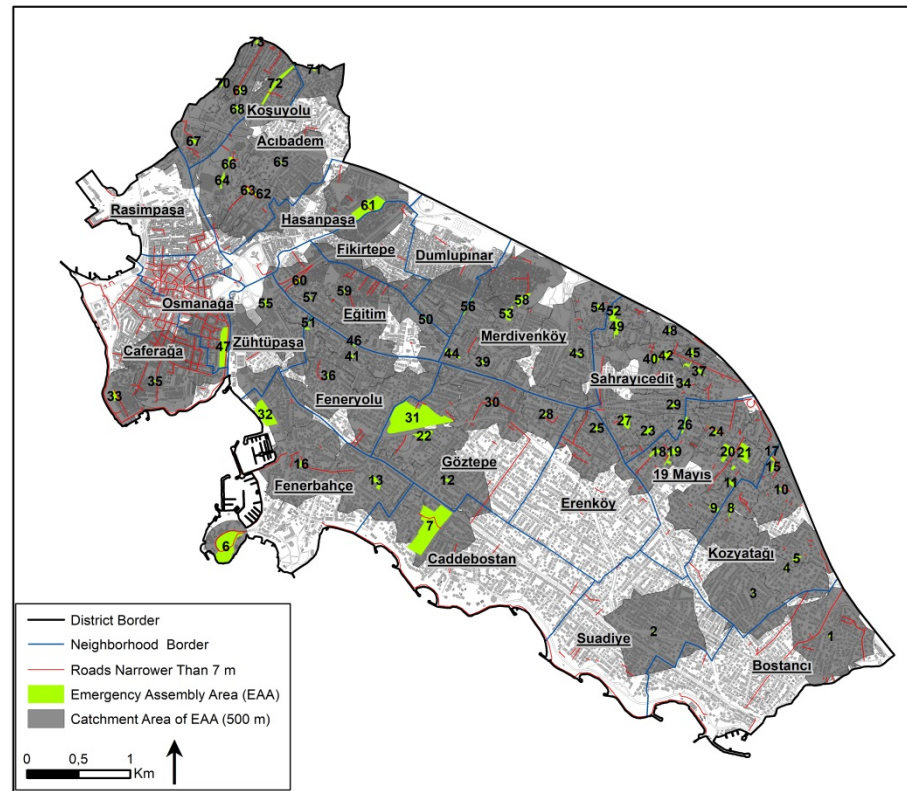 73
71
70
69
72
68
Koşuyolu
67
Acıbadem
66
65
64
63 62
Rasimpaşa
61
Hasanpaşa
Fikirtepe
Dumlupınar
60
59
57
55
56
58
53
54
52
Osmanağa
Eğitim
50
51
49
48
Merdivenköy
47
Zühtüpaşa
46
41
44
39
43
40 42 45
37
Caferağa
35
36
Sahrayıcedit
34
33
Feneryolu
30
29
32
31
28
27
26
25
23
24
22
Göztepe
18 19
20 21
17
16
15
19 Mayıs
Fenerbahçe
13
12
11
10
Erenköy
9 8
7
6
Caddebostan
Kozyatağı
5
4
3
Suadiye
2
1
Bostancı
District Border
Neighborhood Border
Roads Narrower Than 7 m
Emergency Assembly Area (EAA)
Catchment Area of EAA (500 m)
0 0,5 1
Km